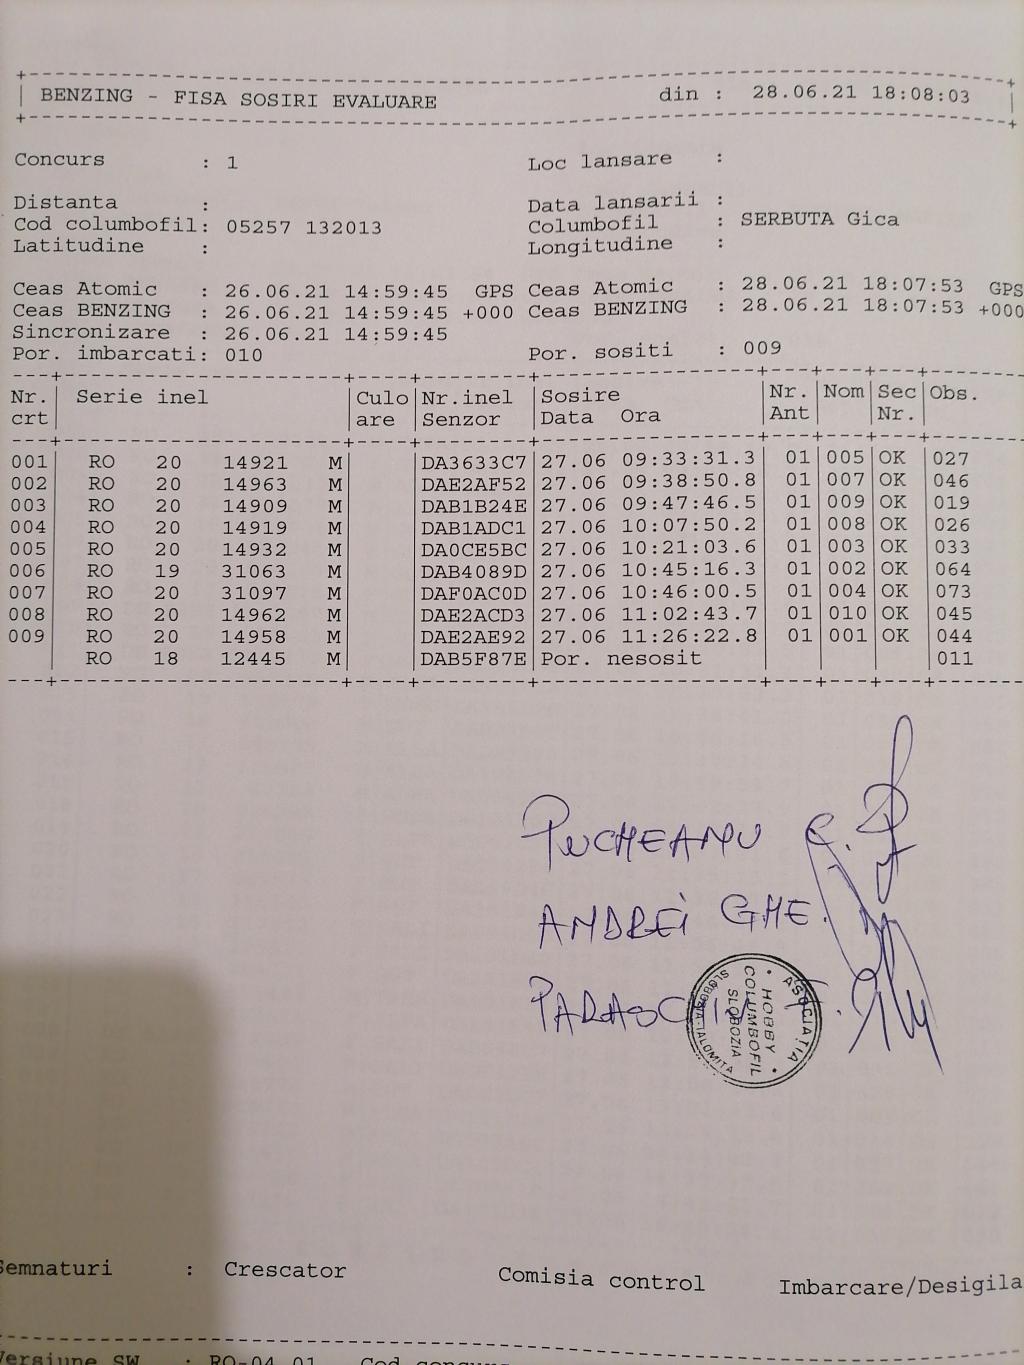 BENZING - FISA SOSIRI EVALUARE din : 28.06.21 18:08:03
Concurs : 1 Loc lansare :
Distanta : Data lansarii :
Cod columbofil: 05257 132013 Columbofil : SERBUTA Gica
Latitudine : Longitudine :
Ceas Atomic : 26.06.21 14:59:45 GPS Ceas Atomic : 28.06.21 18:07:53 GPS
Ceas BENZING : 26.06.21 14:59:45 +000 Ceas BENZING : 28.06.21 18:07:53 +000
Sincronizare : 26.06.21 14:59:45
Por. imbarcati: 010 Por. sositi : 009
Nr. Serie inel Culo Nr.inel Sosire Nr. Nom Sec Obs.
crt are Senzor Data Ora Ant Nr.
001 RO 20 14921 M DA3633C7 27.06 09:33:31.3 01 005 OK 027
002 RO 20 14963 M DAE2AF52 27.06 09:38:50.8 01 007 OK 046
003 RO 20 14909 M DAB1B24E 27.06 09:47:46.5 01 009 OK 019
004 RO 20 14919 M DAB1ADC1 27.06 10:07:50.2 01 008 OK 026
005 RO 20 14932 M DA0CE5BC 27.06 10:21:03.6 01 003 OK 033
006 RO 19 31063 M DAB4089D 27.06 10:45:16.3 01 002 OK 064
007 RO 20 31097 M DAF0AC0D 27.06 10:46:00.5 01 004 OK 073
008 RO 20 14962 M DAE2ACD3 27.06 11:02:43.7 01 010 OK 045
009 RO 20 14958 M DAE2AE92 27.06 11:26:22.8 01 001 OK 044
RO 18 12445 M DAB5F87E Por. nesosit 011
PUCHEANU C.
ANDREI GHE.
ASOCIATIA
HOBBY
COLUMBOFIL
SLOBOZIA
SLOBOZIA-IALOMITA
Semnaturi : Crescator Comisia control Imbarcare/Desigila
Versiune SW : RO-04.01 Cod